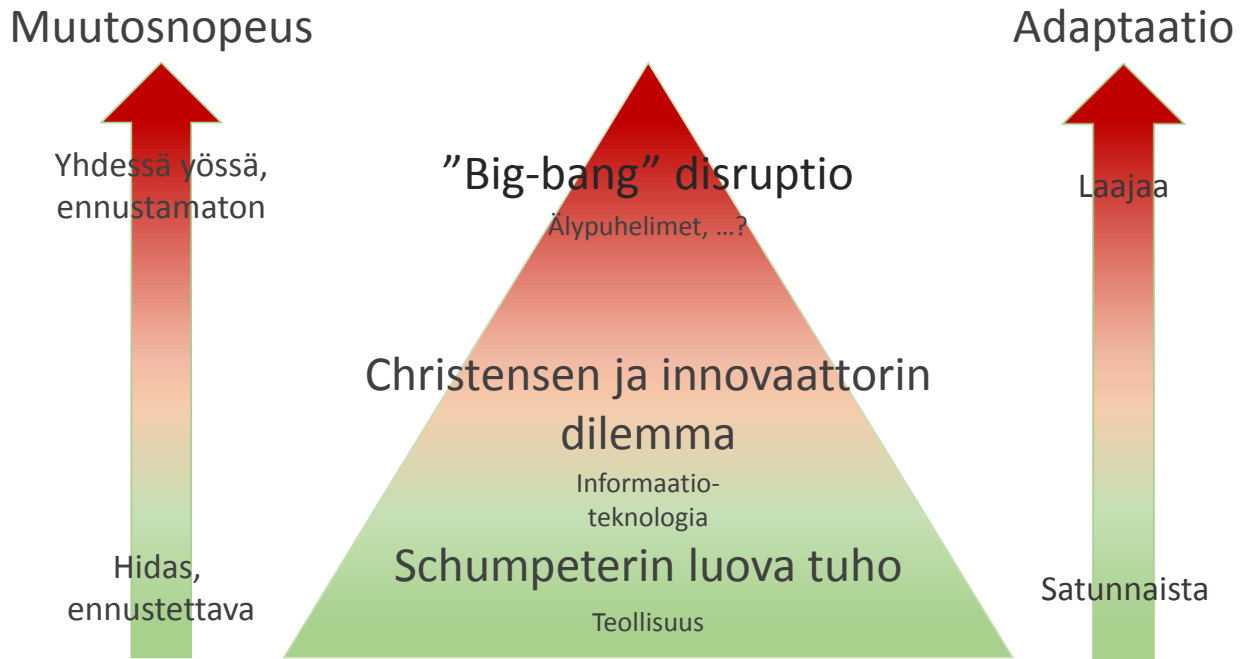 Muutosnopeus
Adaptaatio
Yhdessä yössä,
ennustamaton
”Big-bang” disruptio
Älypuhelimet, …?
Laajaa
Christensen ja innovaattorin
dilemma
Informaatio-
teknologia
Hidas,
ennustettava
Schumpeterin luova tuho
Teollisuus
Satunnaista